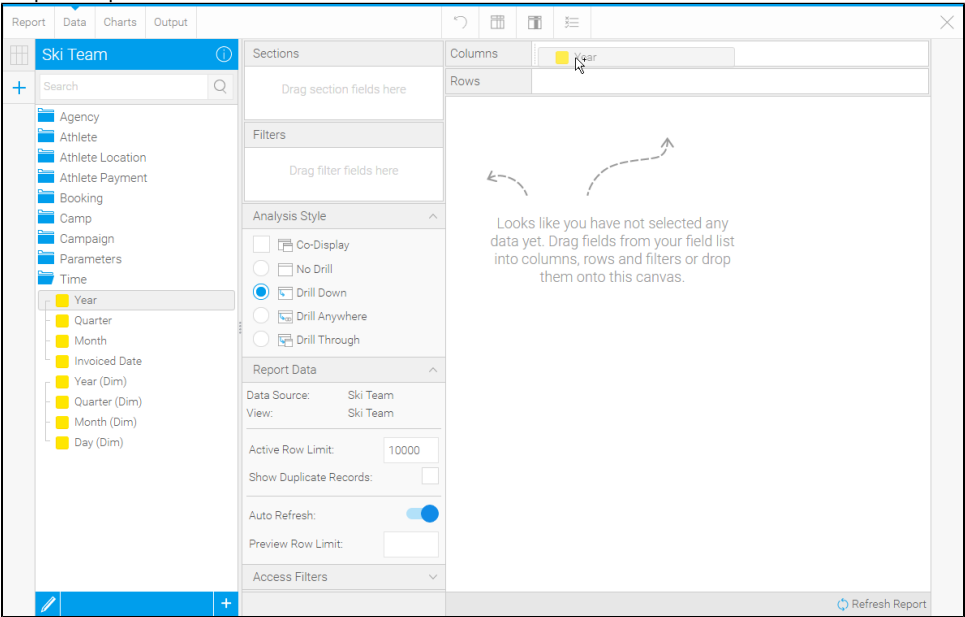 Report Data Charts Output
Ski Team
Search
Agency
Athlete
Athlete Location
Athlete Payment
Booking
Camp
Campaign
Parameters
Time
Year
Quarter
Month
Invoiced Date
Year (Dim)
Quarter (Dim)
Month (Dim)
Day (Dim)
Sections
Drag section fields here
Filters
Drag filter fields here
Analysis Style
Co-Display
No Drill
Drill Down
Drill Anywhere
Drill Through
Report Data
Data Source: Ski Team
View: Ski Team
Active Row Limit: 10000
Show Duplicate Records:
Auto Refresh:
Preview Row Limit:
Access Filters
Columns Year
Rows
Looks like you have not selected any
data yet. Drag fields from your field list
into columns, rows and filters or drop
them onto this canvas.
Refresh Report